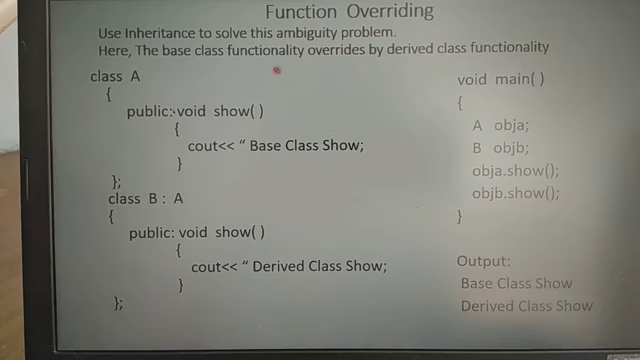 Function Overriding
Use Inheritance to solve this ambiguity problem.
Here, The base class functionality overrides by derived class functionality
class A
{
public: void show( )
{
cout<< “ Base Class Show;
}
};
class B : A
{
public: void show( )
{
cout<< “ Derived Class Show;
}
};
void main( )
{
A obja;
B objb;
obja.show();
objb.show();
}
Output:
Base Class Show
Derived Class Show